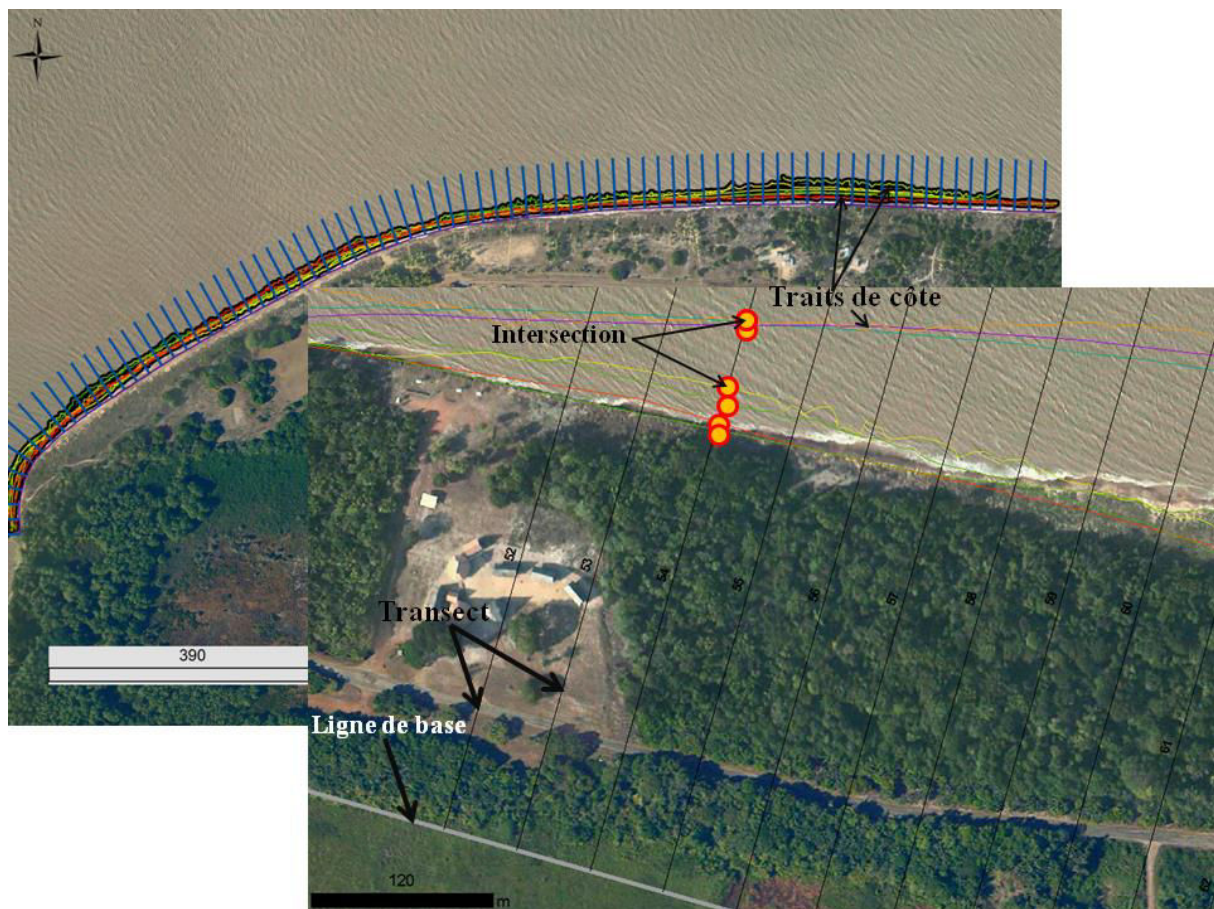 N
Traits de côte
Intersection
52
53
54
55
56
57
58
59
60
Transect
390
Ligne de base
61
120
m
62